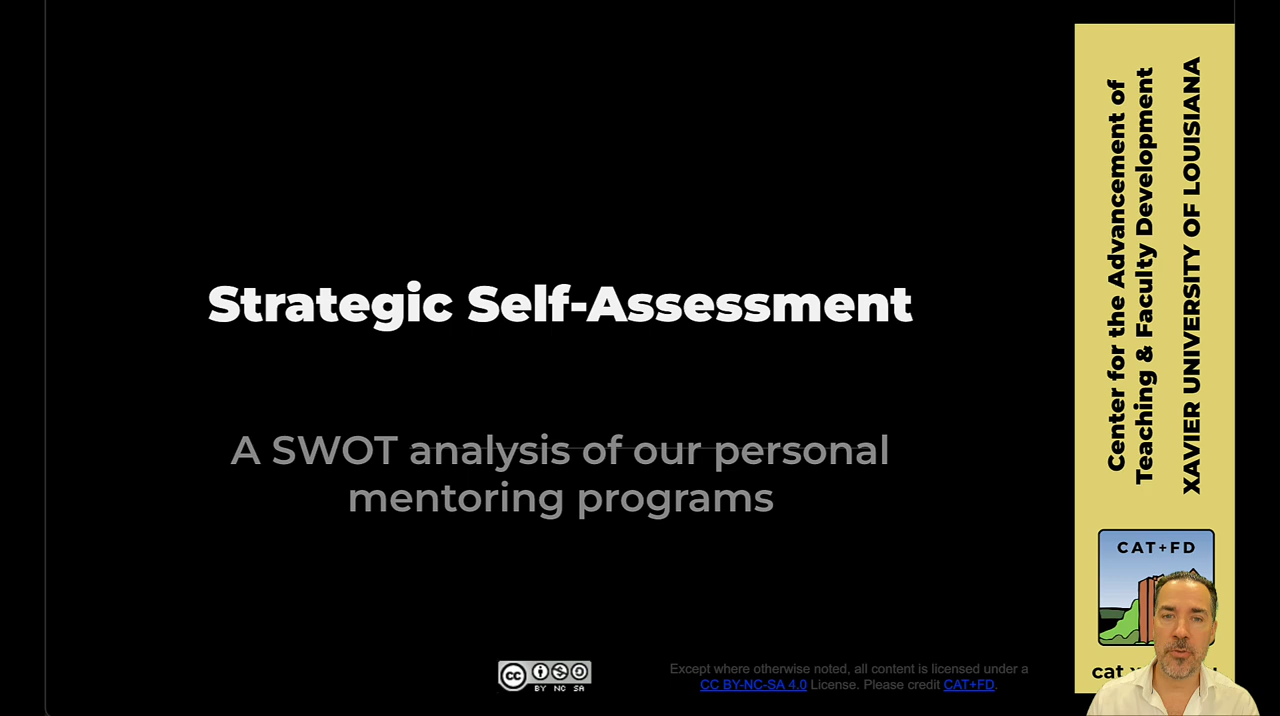 Strategic Self-Assessment
A SWOT analysis of our personal
mentoring programs
Except where otherwise noted, all content is licensed under a
CC BY-NC-SA 4.0 License. Please credit CAT+FD.
cc
BY NC SA
Center for the Advancement of
Teaching & Faculty Development
XAVIER UNIVERSITY OF LOUISIANA
CAT+FD
cat